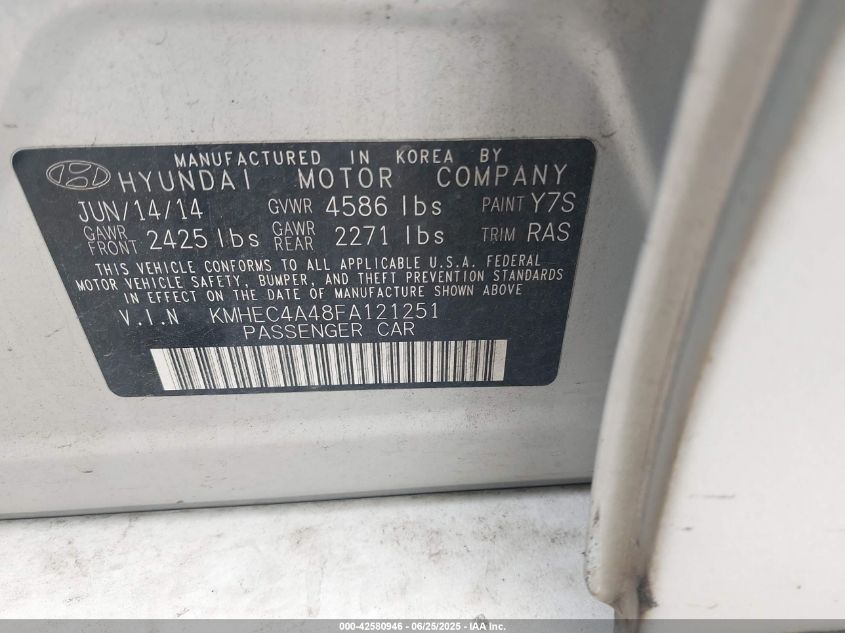 MANUFACTURED IN KOREA BY
HYUNDAI MOTOR COMPANY
JUN/14/14 GVWR 4586 lbs PAINT Y7S
GAWR FRONT 2425 lbs GAWR REAR 2271 lbs TRIM RAS
THIS VEHICLE CONFORMS TO ALL APPLICABLE U.S.A. FEDERAL
MOTOR VEHICLE SAFETY, BUMPER, AND THEFT PREVENTION STANDARDS
IN EFFECT ON THE DATE OF MANUFACTURE SHOWN ABOVE
V.I.N KMHEC4A48FA121251
PASSENGER CAR
000-42580946 - 06/25/2025 - IAA Inc.